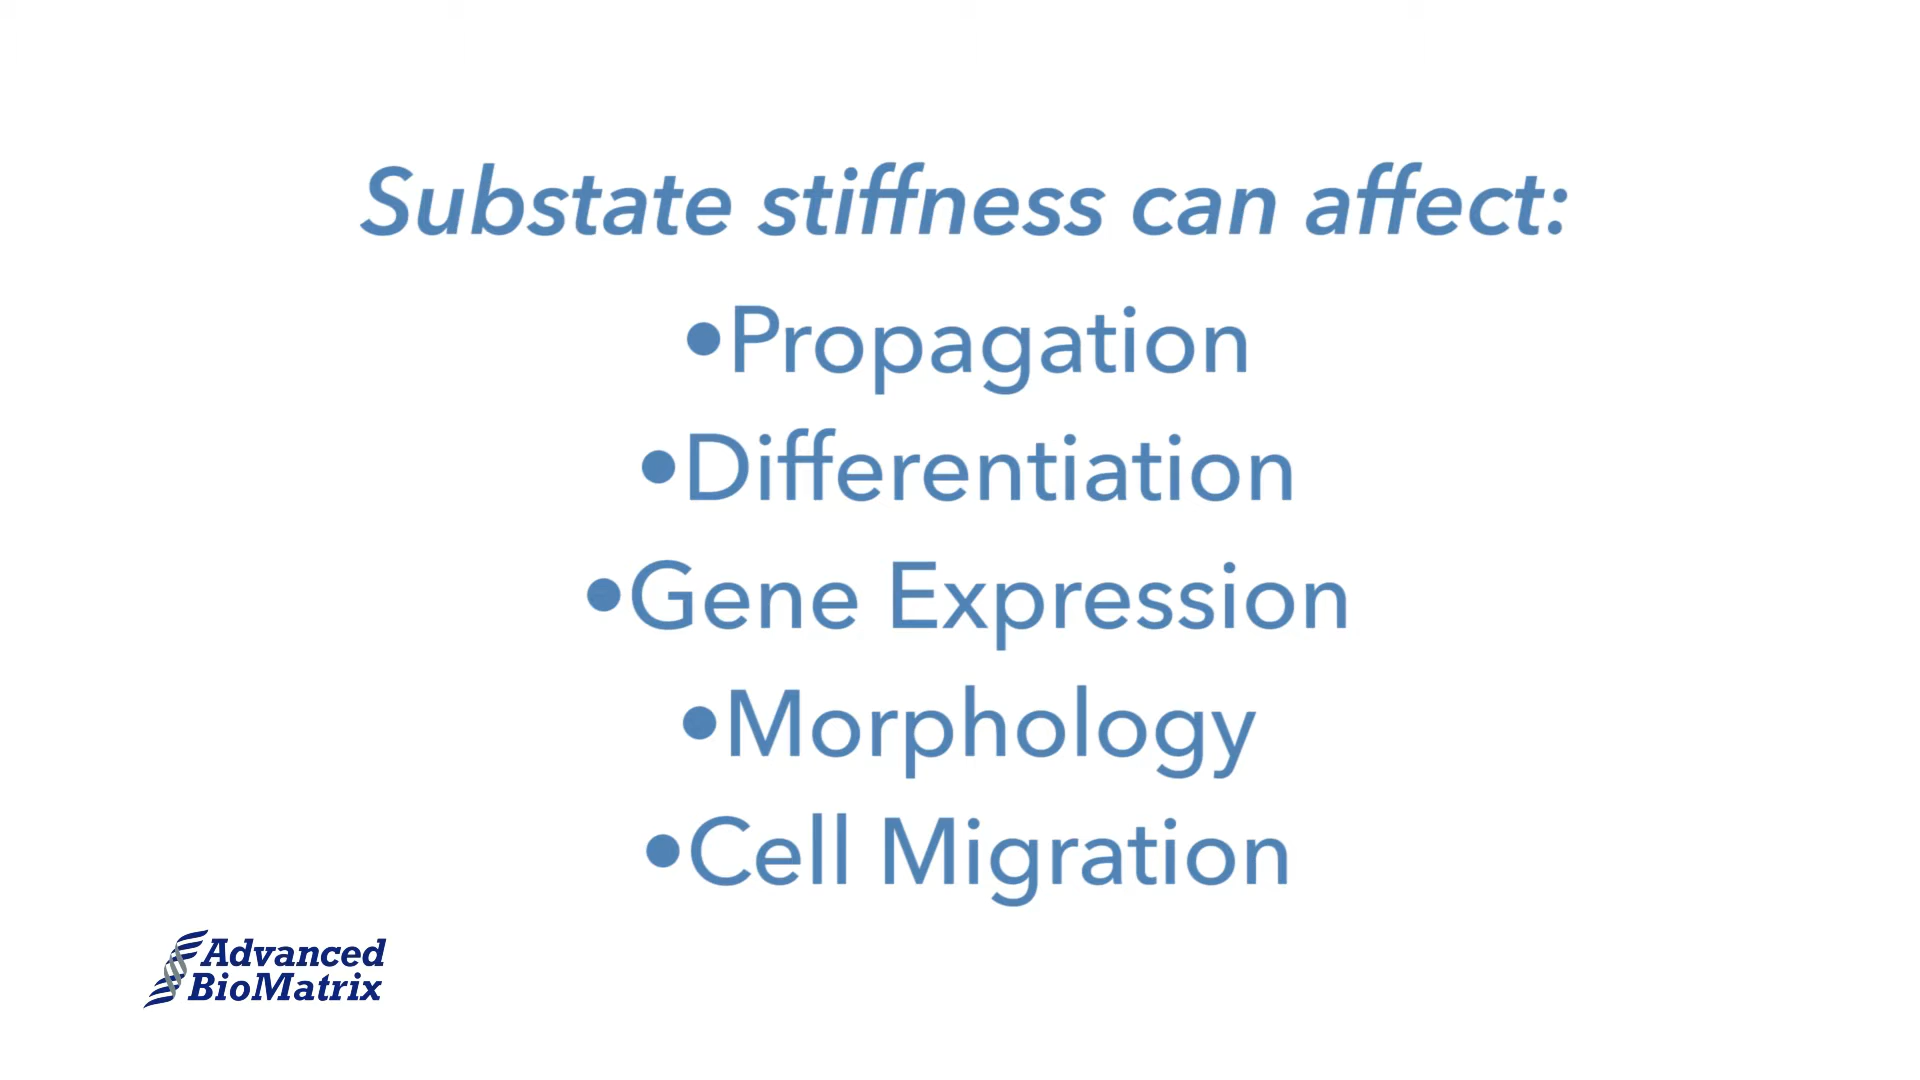 Substate stiffness can affect:
•Propagation
•Differentiation
•Gene Expression
•Morphology
•Cell Migration
Advanced
BioMatrix